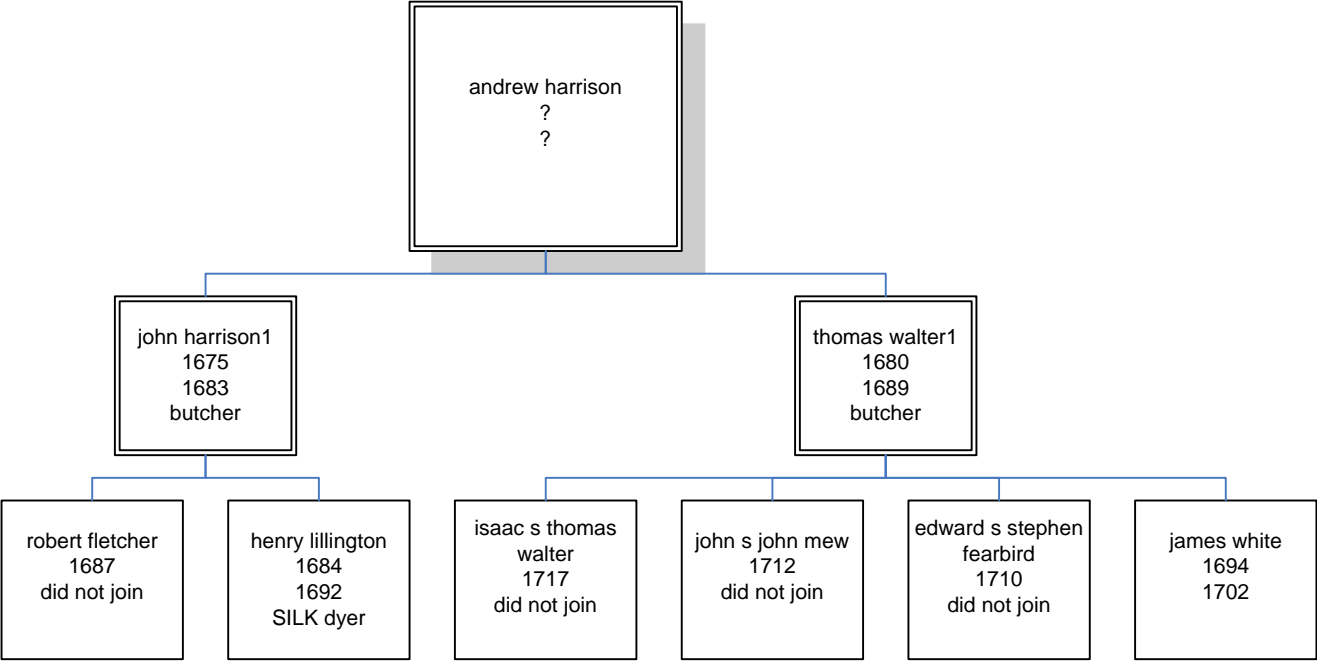 andrew harrison
?
?
john harrison1
1675
1683
butcher
thomas walter1
1680
1689
butcher
robert fletcher
1687
did not join
henry lillington
1684
1692
SILK dyer
isaac s thomas
walter
1717
did not join
john s john mew
1712
did not join
edward s stephen
fearbird
1710
did not join
james white
1694
1702